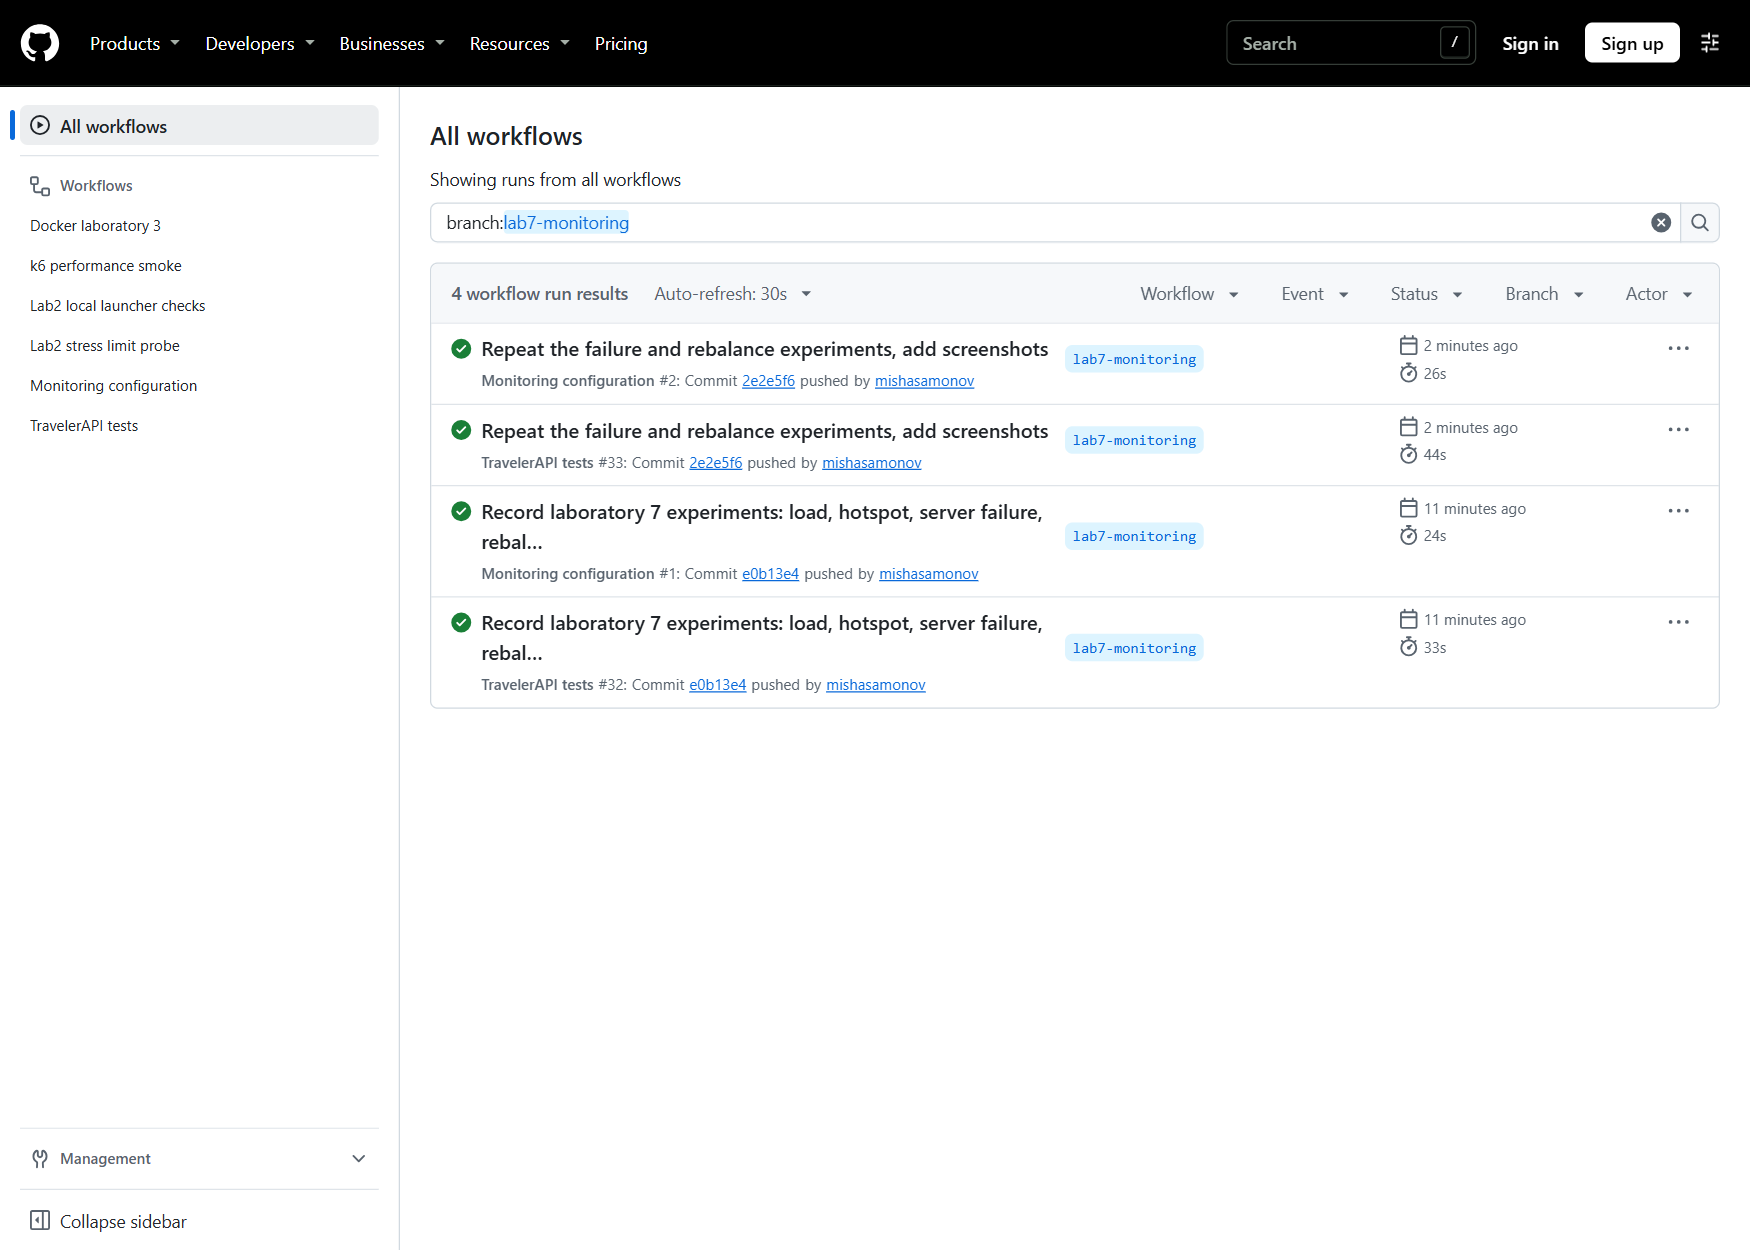 Products Developers Businesses Resources Pricing Search / Sign in Sign up
All workflows
Workflows
Docker laboratory 3
k6 performance smoke
Lab2 local launcher checks
Lab2 stress limit probe
Monitoring configuration
TravelerAPI tests
Management
Collapse sidebar
All workflows
Showing runs from all workflows
branch:lab7-monitoring
4 workflow run results Auto-refresh: 30s Workflow Event Status Branch Actor
Repeat the failure and rebalance experiments, add screenshots
Monitoring configuration #2: Commit 2e2e5f6 pushed by mishasamonov
lab7-monitoring
2 minutes ago
26s
Repeat the failure and rebalance experiments, add screenshots
TravelerAPI tests #33: Commit 2e2e5f6 pushed by mishasamonov
lab7-monitoring
2 minutes ago
44s
Record laboratory 7 experiments: load, hotspot, server failure,
rebal...
Monitoring configuration #1: Commit e0b13e4 pushed by mishasamonov
lab7-monitoring
11 minutes ago
24s
Record laboratory 7 experiments: load, hotspot, server failure,
rebal...
TravelerAPI tests #32: Commit e0b13e4 pushed by mishasamonov
lab7-monitoring
11 minutes ago
33s